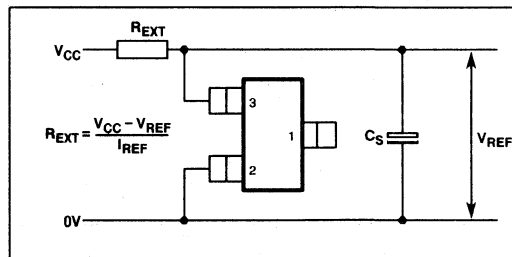 R_EXT
V_CC
3
R_EXT = (V_CC – V_REF) / I_REF
1
C_S
V_REF
2
0V